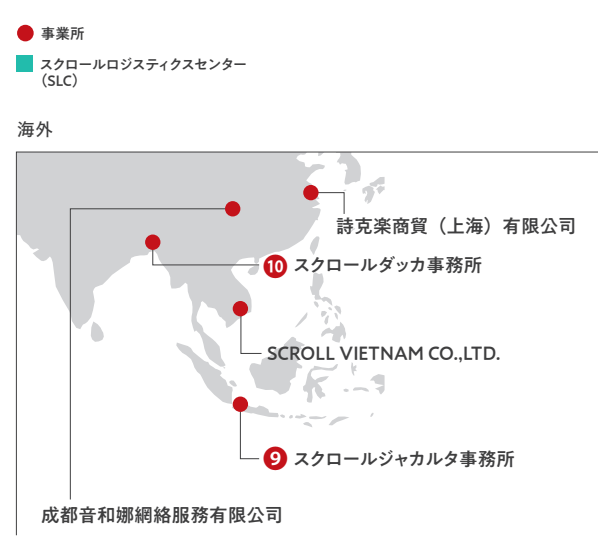 事業所
スクロールロジスティクスセンター
（SLC）
海外
詩克楽商貿（上海）有限公司
10 スクロールダッカ事務所
SCROLL VIETNAM CO.,LTD.
9 スクロールジャカルタ事務所
成都音和娜網絡服務有限公司